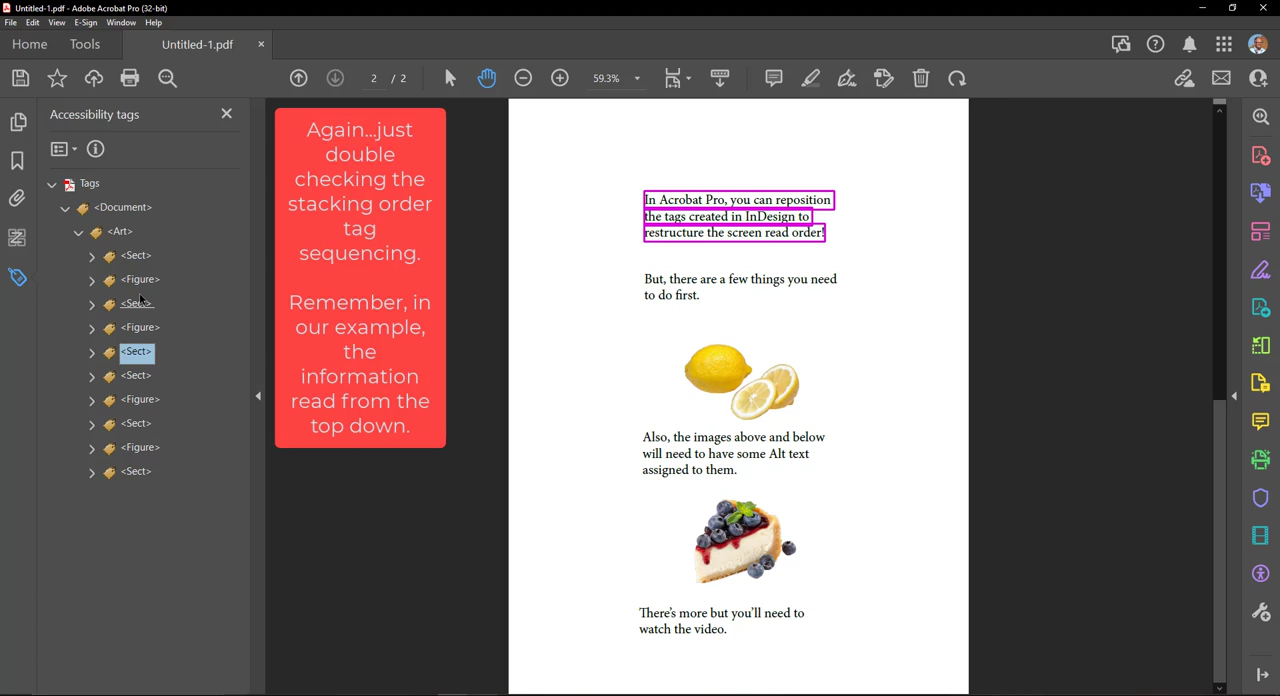 Untitled-1.pdf - Adobe Acrobat Pro (32-bit)
File Edit View E-Sign Window Help
Home Tools Untitled-1.pdf
2 / 2 59.3%
Accessibility tags
Tags
<Document>
<Art>
<Sect>
<Figure>
<Sect>
<Figure>
<Sect>
<Sect>
<Figure>
<Sect>
<Figure>
<Sect>
Again...just
double
checking the
stacking order
tag
sequencing.
Remember, in
our example,
the
information
read from the
top down.
In Acrobat Pro, you can reposition
the tags created in InDesign to
restructure the screen read order!
But, there are a few things you need
to do first.
Also, the images above and below
will need to have some Alt text
assigned to them.
There's more but you'll need to
watch the video.